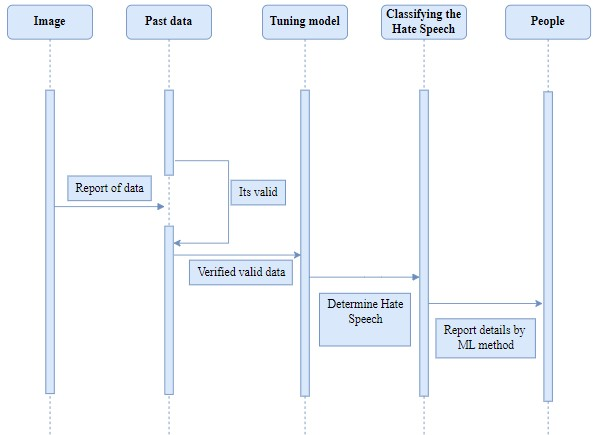 Image
Past data
Tuning model
Classifying the
Hate Speech
People
Report of data
Its valid
Verified valid data
Determine Hate
Speech
Report details by
ML method